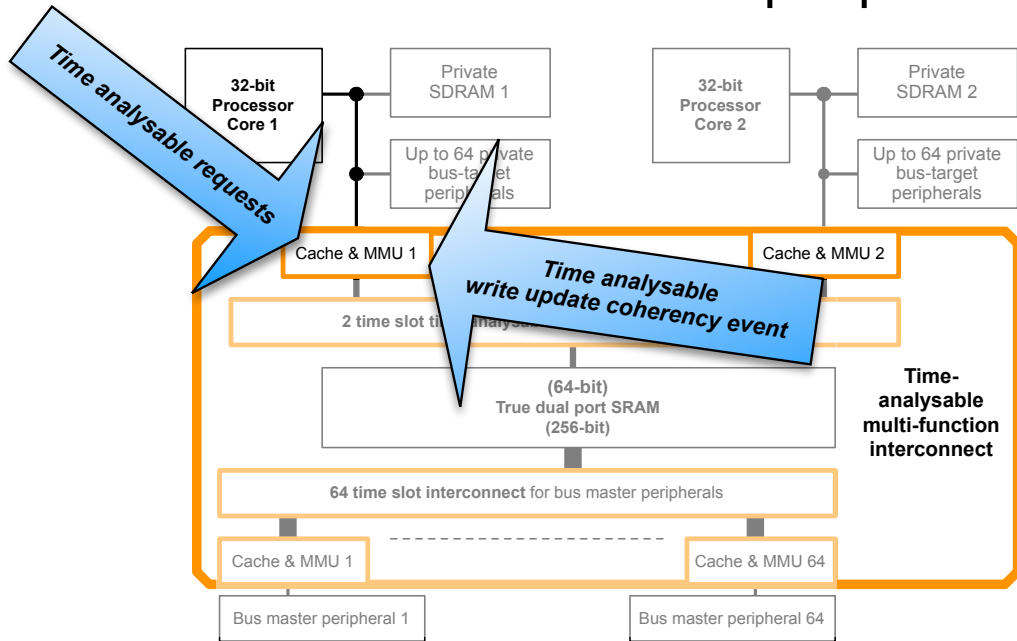 Time analysable requests
32-bit
Processor
Core 1
Private
SDRAM 1
Up to 64 private
bus-target
peripherals
32-bit
Processor
Core 2
Private
SDRAM 2
Up to 64 private
bus-target
peripherals
Cache & MMU 1
Time analysable
write update coherency event
Cache & MMU 2
2 time slot
(64-bit)
True dual port SRAM
(256-bit)
Time-
analysable
multi-function
interconnect
64 time slot interconnect for bus master peripherals
Cache & MMU 1
Cache & MMU 64
Bus master peripheral 1
Bus master peripheral 64